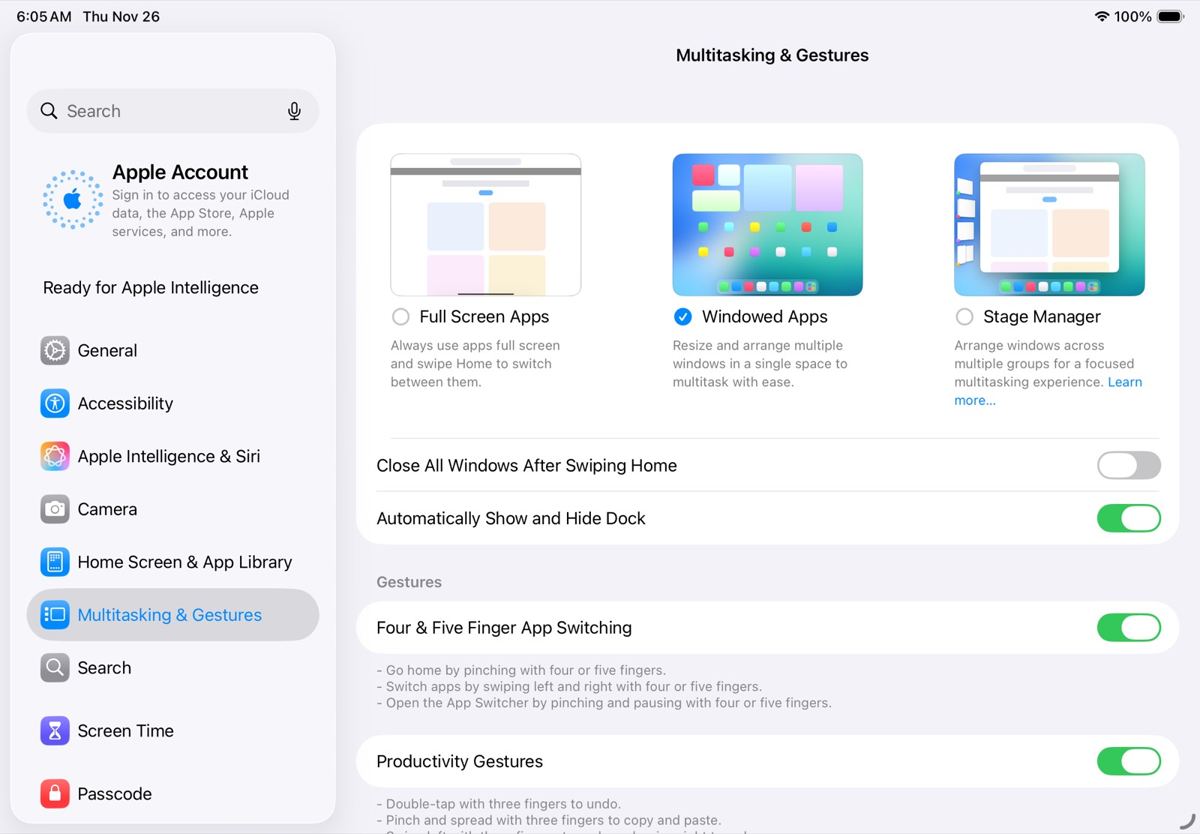 6:05 AM Thu Nov 26
100%
Multitasking & Gestures
Search
Apple Account
Sign in to access your iCloud
data, the App Store, Apple
services, and more.
Ready for Apple Intelligence
General
Accessibility
Apple Intelligence & Siri
Camera
Home Screen & App Library
Multitasking & Gestures
Search
Screen Time
Passcode
Full Screen Apps
Always use apps full screen
and swipe Home to switch
between them.
Windowed Apps
Resize and arrange multiple
windows in a single space to
multitask with ease.
Stage Manager
Arrange windows across
multiple groups for a focused
multitasking experience. Learn
more...
Close All Windows After Swiping Home
Automatically Show and Hide Dock
Gestures
Four & Five Finger App Switching
- Go home by pinching with four or five fingers.
- Switch apps by swiping left and right with four or five fingers.
- Open the App Switcher by pinching and pausing with four or five fingers.
Productivity Gestures
- Double-tap with three fingers to undo.
- Pinch and spread with three fingers to copy and paste.